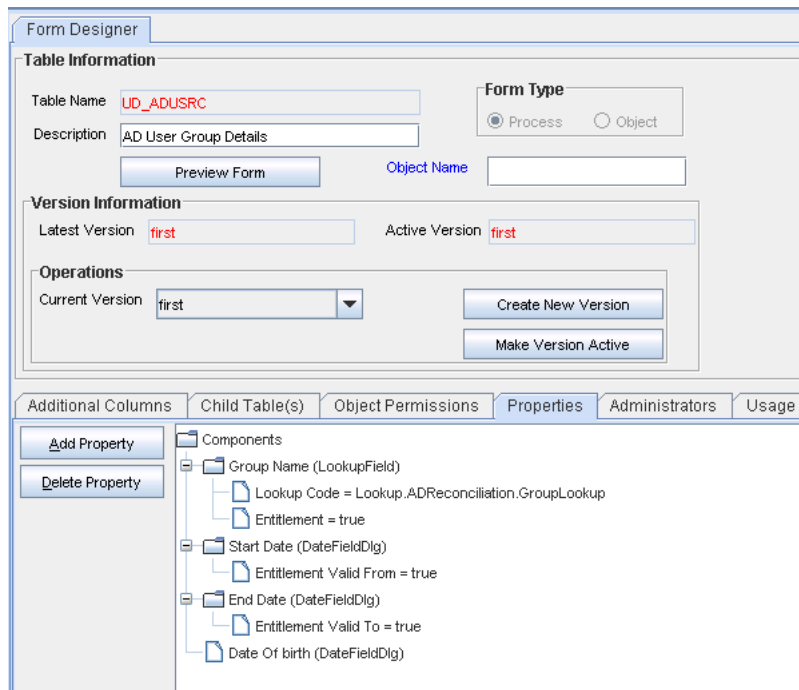 Form Designer
Table Information
Table Name UD_ADUSRC
Form Type
Process Object
Description AD User Group Details
Preview Form
Object Name
Version Information
Latest Version first
Active Version first
Operations
Current Version first
Create New Version
Make Version Active
Additional Columns Child Table(s) Object Permissions Properties Administrators Usage
Add Property
Delete Property
Components
Group Name (LookupField)
Lookup Code = Lookup.ADReconciliation.GroupLookup
Entitlement = true
Start Date (DateFieldDlg)
Entitlement Valid From = true
End Date (DateFieldDlg)
Entitlement Valid To = true
Date Of birth (DateFieldDlg)